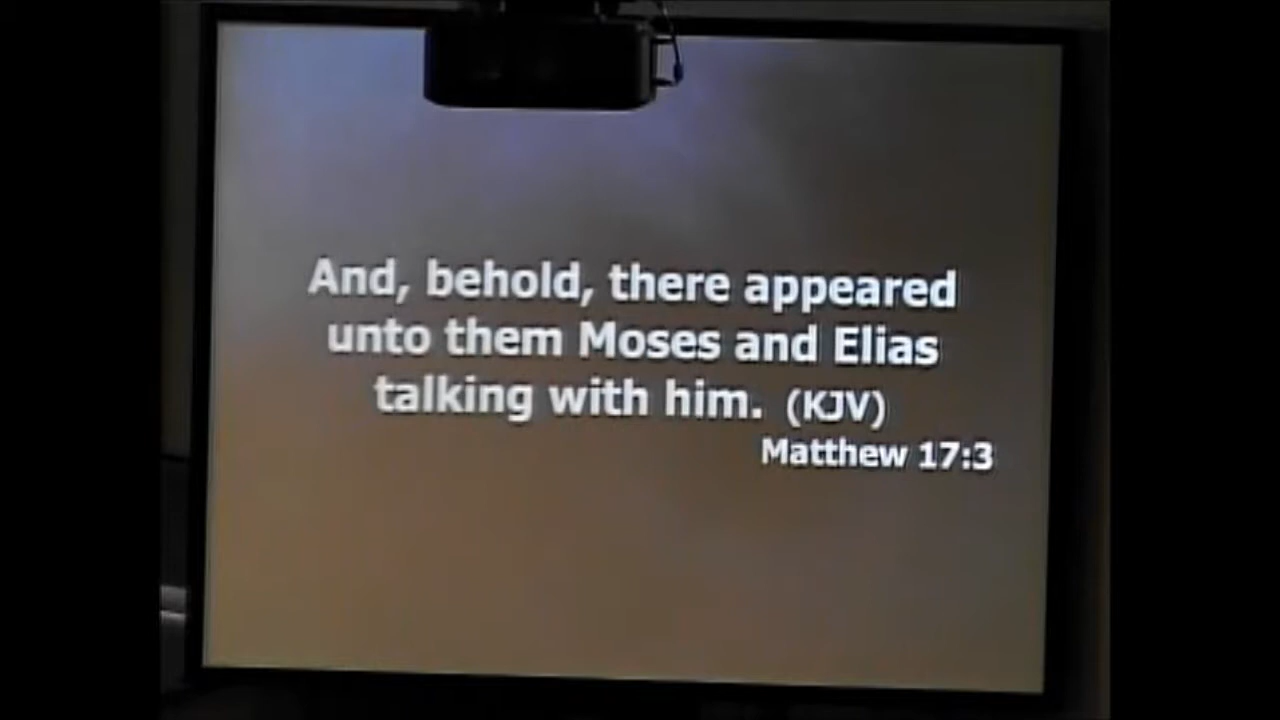 And, behold, there appeared
unto them Moses and Elias
talking with him. (KJV)
Matthew 17:3